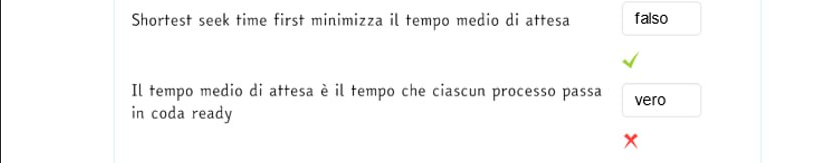 Shortest seek time first minimizza il tempo medio di attesa
falso
Il tempo medio di attesa è il tempo che ciascun processo passa
in coda ready
vero